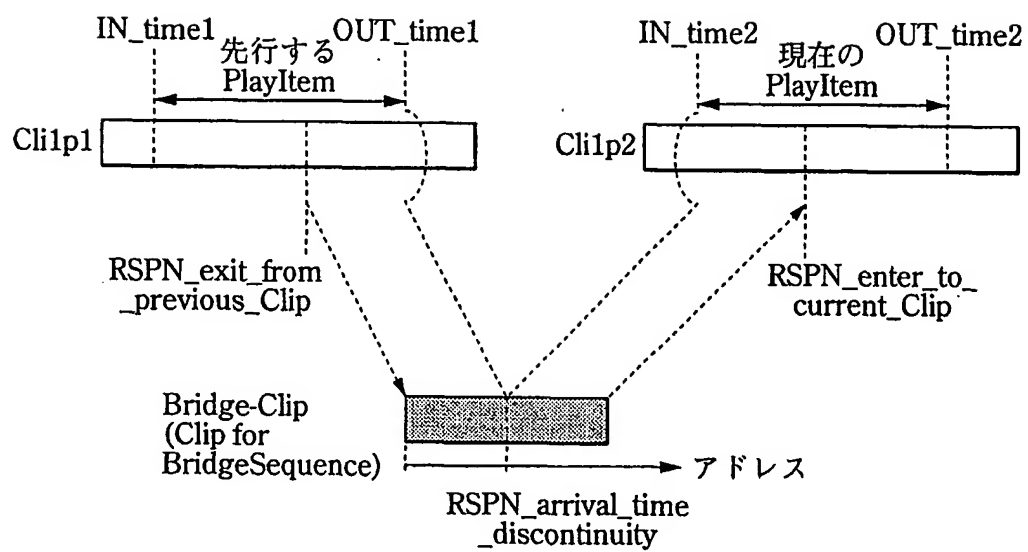 IN_time1
先行する
PlayItem
OUT_time1
IN_time2
現在の
PlayItem
OUT_time2
Cli1p1
Cli1p2
RSPN_exit_from
_previous_Clip
RSPN_enter_to_
current_Clip
Bridge-Clip
(Clip for
BridgeSequence)
アドレス
RSPN_arrival_time
_discontinuity